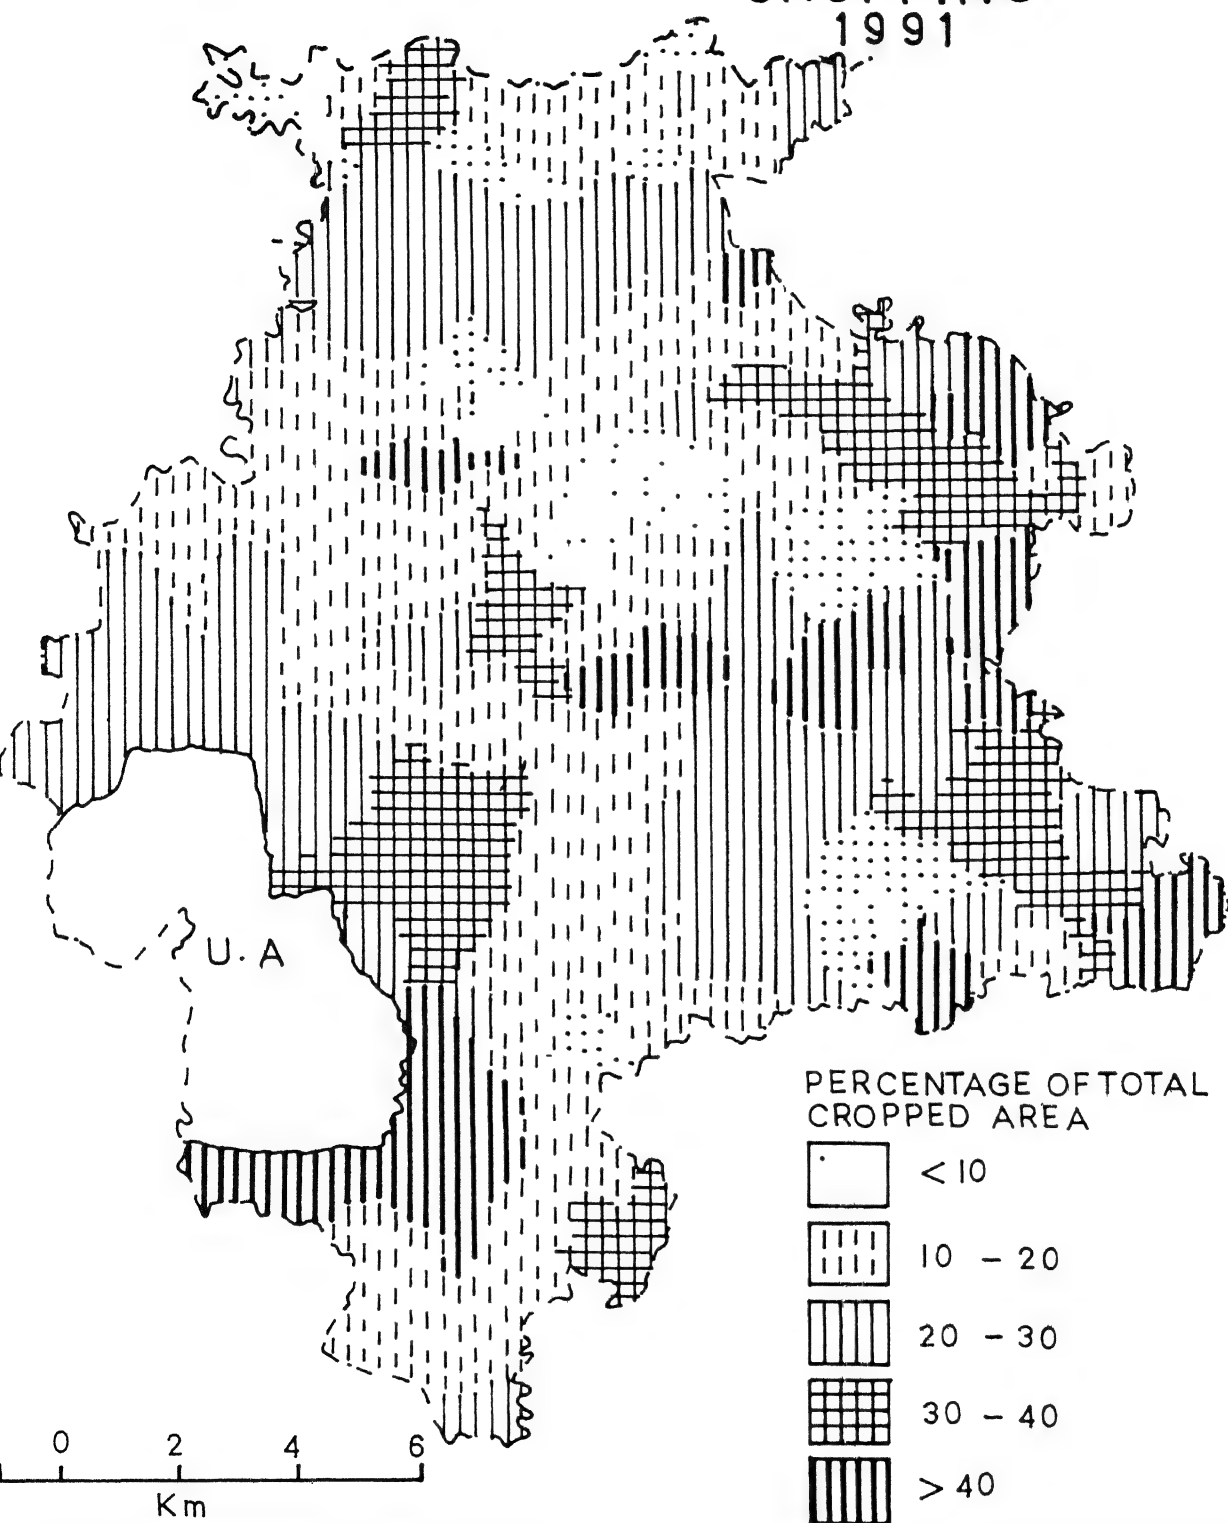 1991
U.A
PERCENTAGE OF TOTAL
CROPPED AREA
<10
10 – 20
20 – 30
30 – 40
>40
0 2 4 6
Km